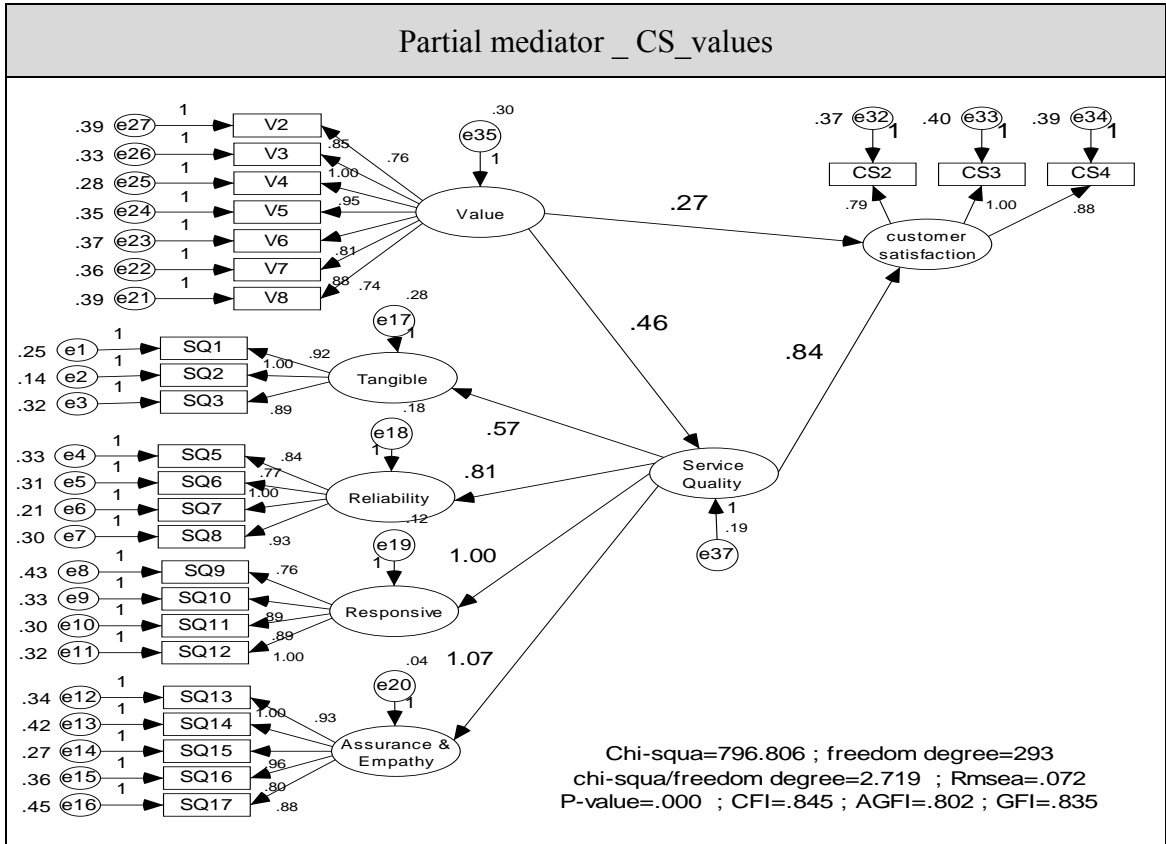 Partial mediator _ CS_values
.39 e27 1 V2
.33 e26 1 V3
.28 e25 1 V4
.35 e24 1 V5
.37 e23 1 V6
.36 e22 1 V7
.39 e21 1 V8
.76
.85
1.00
.95
.81
.88
.74
.30
e35
1
Value
.27
.46
.84
.37 e32 1
.40 e33 1
.39 e34 1
CS2
CS3
CS4
.79
1.00
.88
customer
satisfaction
.25 e1 1 SQ1
.14 e2 1 SQ2
.32 e3 1 SQ3
.92
1.00
.89
.28
e17
1
Tangible
.57
.33 e4 1 SQ5
.31 e5 1 SQ6
.21 e6 1 SQ7
.30 e7 1 SQ8
.84
.77
1.00
.93
.18
e18
1
Reliability
.81
Service
Quality
1
.19
e37
.43 e8 1 SQ9
.33 e9 1 SQ10
.30 e10 1 SQ11
.32 e11 1 SQ12
.76
.89
.89
1.00
.12
e19
1
Responsive
1.00
.34 e12 1 SQ13
.42 e13 1 SQ14
.27 e14 1 SQ15
.36 e15 1 SQ16
.45 e16 1 SQ17
.93
1.00
.96
.80
.88
.04
e20
1
Assurance &
Empathy
1.07
Chi-squa=796.806 ; freedom degree=293
chi-squa/freedom degree=2.719 ; Rmsea=.072
P-value=.000 ; CFI=.845 ; AGFI=.802 ; GFI=.835